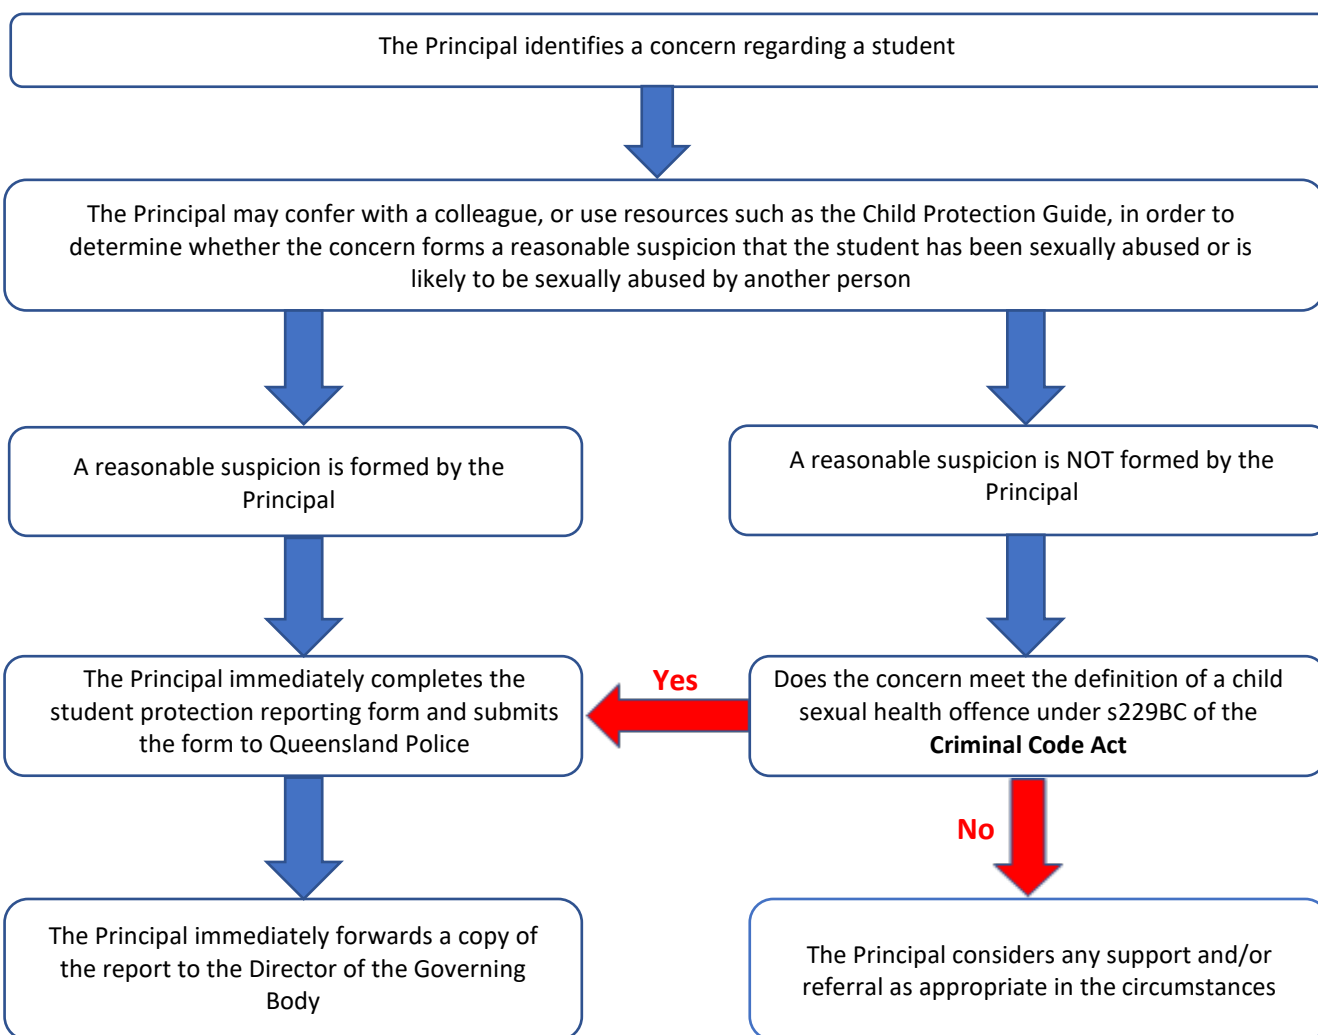 The Principal identifies a concern regarding a student
The Principal may confer with a colleague, or use resources such as the Child Protection Guide, in order to
determine whether the concern forms a reasonable suspicion that the student has been sexually abused or is
likely to be sexually abused by another person
A reasonable suspicion is formed by the
Principal
A reasonable suspicion is NOT formed by the
Principal
The Principal immediately completes the
student protection reporting form and submits
the form to Queensland Police
Yes
Does the concern meet the definition of a child
sexual health offence under s229BC of the
Criminal Code Act
No
The Principal immediately forwards a copy of
the report to the Director of the Governing
Body
The Principal considers any support and/or
referral as appropriate in the circumstances